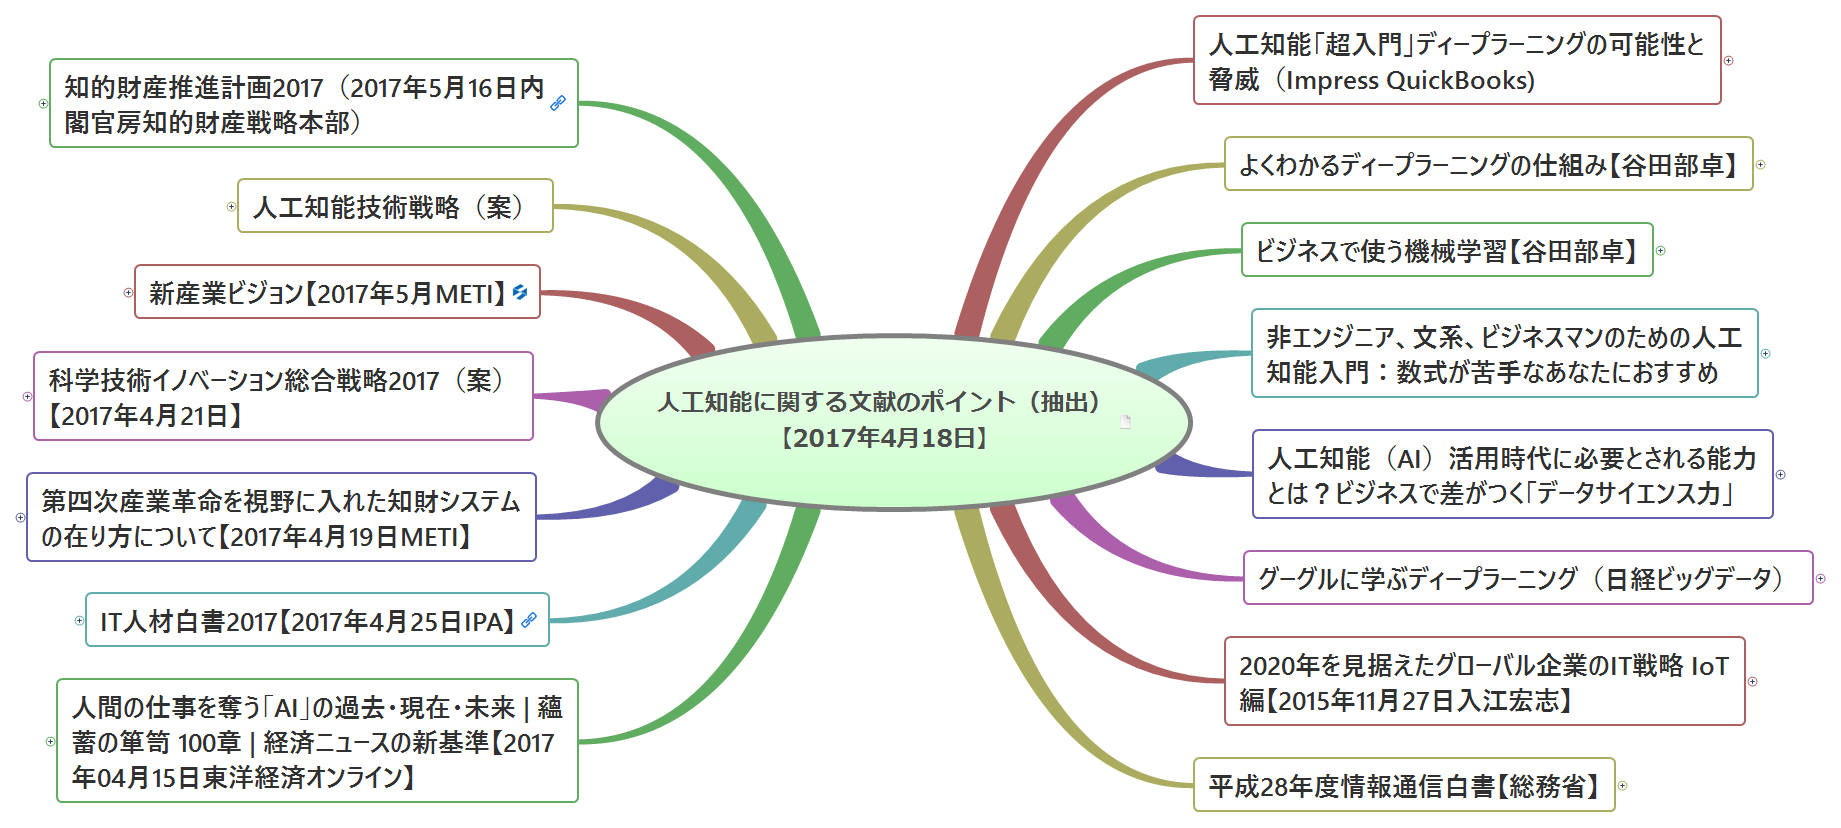 人工知能に関する文献のポイント（抽出）
【2017年4月18日】
人工知能「超入門」ディープラーニングの可能性と
脅威（Impress QuickBooks)
よくわかるディープラーニングの仕組み【谷田部卓】
ビジネスで使う機械学習【谷田部卓】
非エンジニア、文系、ビジネスマンのための人工
知能入門：数式が苦手なあなたにおすすめ
人工知能（AI）活用時代に必要とされる能力
とは？ビジネスで差がつく「データサイエンス力」
グーグルに学ぶディープラーニング（日経ビッグデータ）
2020年を見据えたグローバル企業のIT戦略 IoT
編【2015年11月27日入江宏志】
平成28年度情報通信白書【総務省】
知的財産推進計画2017（2017年5月16日内
閣官房知的財産戦略本部）
人工知能技術戦略（案）
新産業ビジョン【2017年5月METI】
科学技術イノベーション総合戦略2017（案）
【2017年4月21日】
第四次産業革命を視野に入れた知財システム
の在り方について【2017年4月19日METI】
IT人材白書2017【2017年4月25日IPA】
人間の仕事を奪う「AI」の過去・現在・未来 | 蘊
蓄の箪笥 100章 | 経済ニュースの新基準【2017
年04月15日東洋経済オンライン】